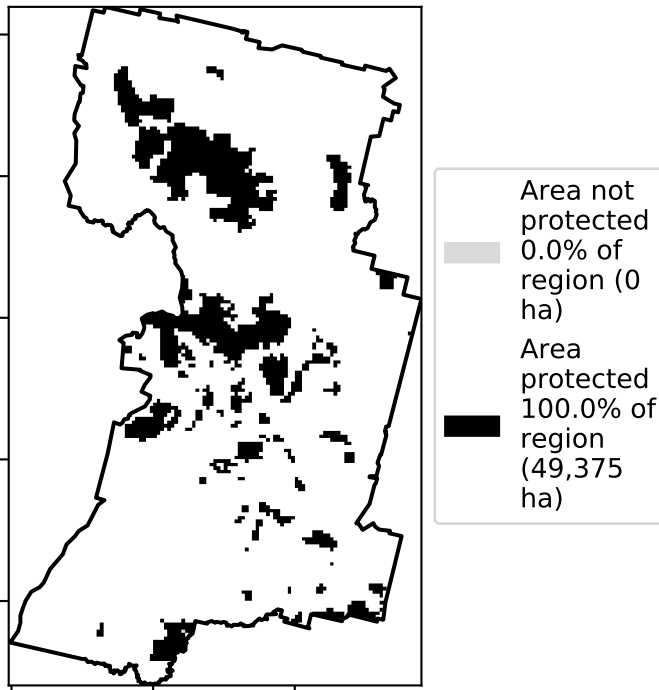 Area not
protected
0.0% of
region (0
ha)
Area
protected
100.0% of
region
(49,375
ha)